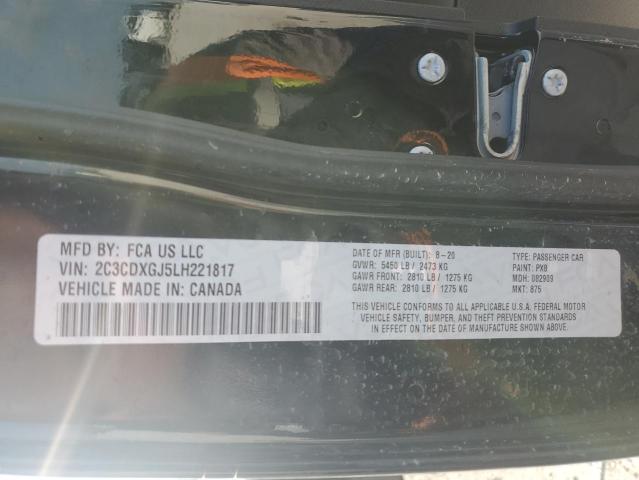 MFD BY: FCA US LLC
VIN: 2C3CDXGJ5LH221817
VEHICLE MADE IN: CANADA
DATE OF MFR (BUILT): 8-20
GVWR: 5450 LB / 2473 KG
GAWR FRONT: 2810 LB / 1275 KG
GAWR REAR: 2810 LB / 1275 KG
TYPE: PASSENGER CAR
PAINT: PX8
MDH: 082909
MKT: 875
THIS VEHICLE CONFORMS TO ALL APPLICABLE U.S.A. FEDERAL MOTOR
VEHICLE SAFETY, BUMPER, AND THEFT PREVENTION STANDARDS
IN EFFECT ON THE DATE OF MANUFACTURE SHOWN ABOVE.